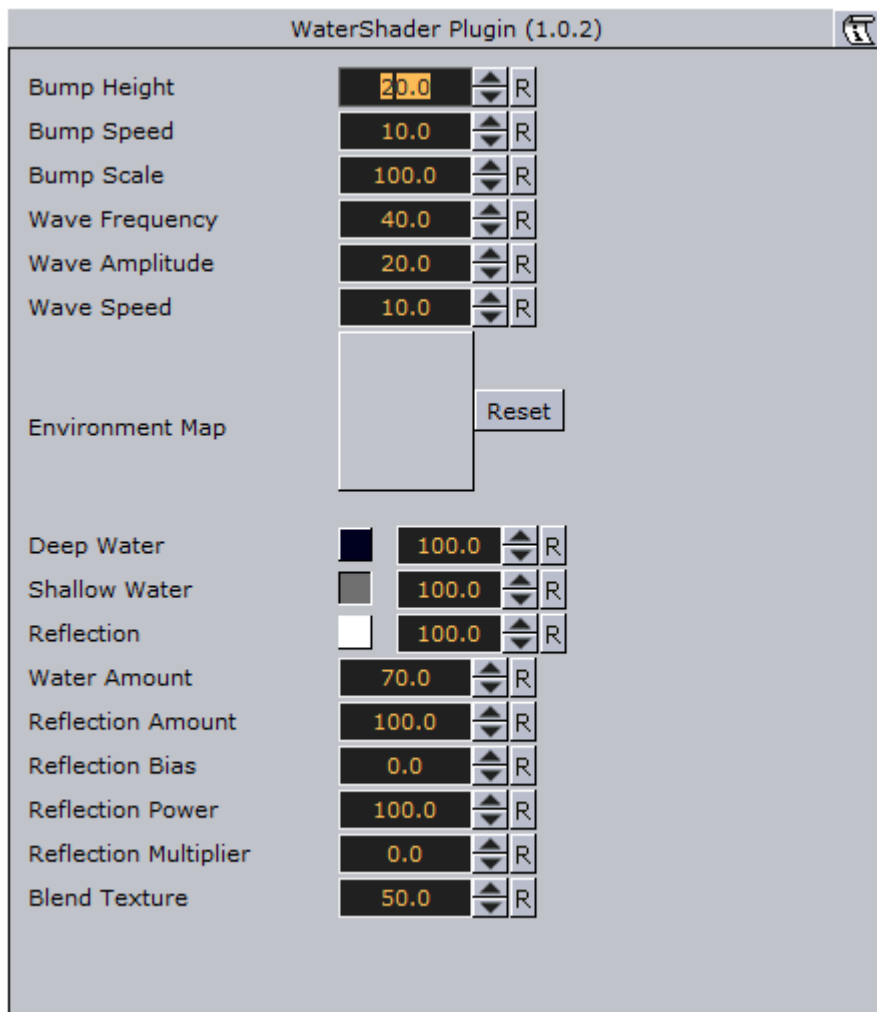 WaterShader Plugin (1.0.2)
Bump Height 20.0 R
Bump Speed 10.0 R
Bump Scale 100.0 R
Wave Frequency 40.0 R
Wave Amplitude 20.0 R
Wave Speed 10.0 R
Environment Map Reset
Deep Water 100.0 R
Shallow Water 100.0 R
Reflection 100.0 R
Water Amount 70.0 R
Reflection Amount 100.0 R
Reflection Bias 0.0 R
Reflection Power 100.0 R
Reflection Multiplier 0.0 R
Blend Texture 50.0 R